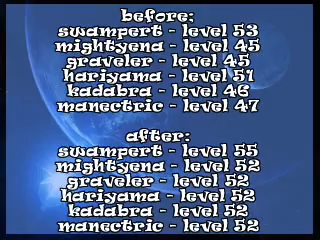 before:
swampert - level 53
mightyena - level 45
graveler - level 45
hariyama - level 51
kadabra - level 46
manectric - level 47
after:
swampert - level 55
mightyena - level 52
graveler - level 52
hariyama - level 52
kadabra - level 52
manectric - level 52